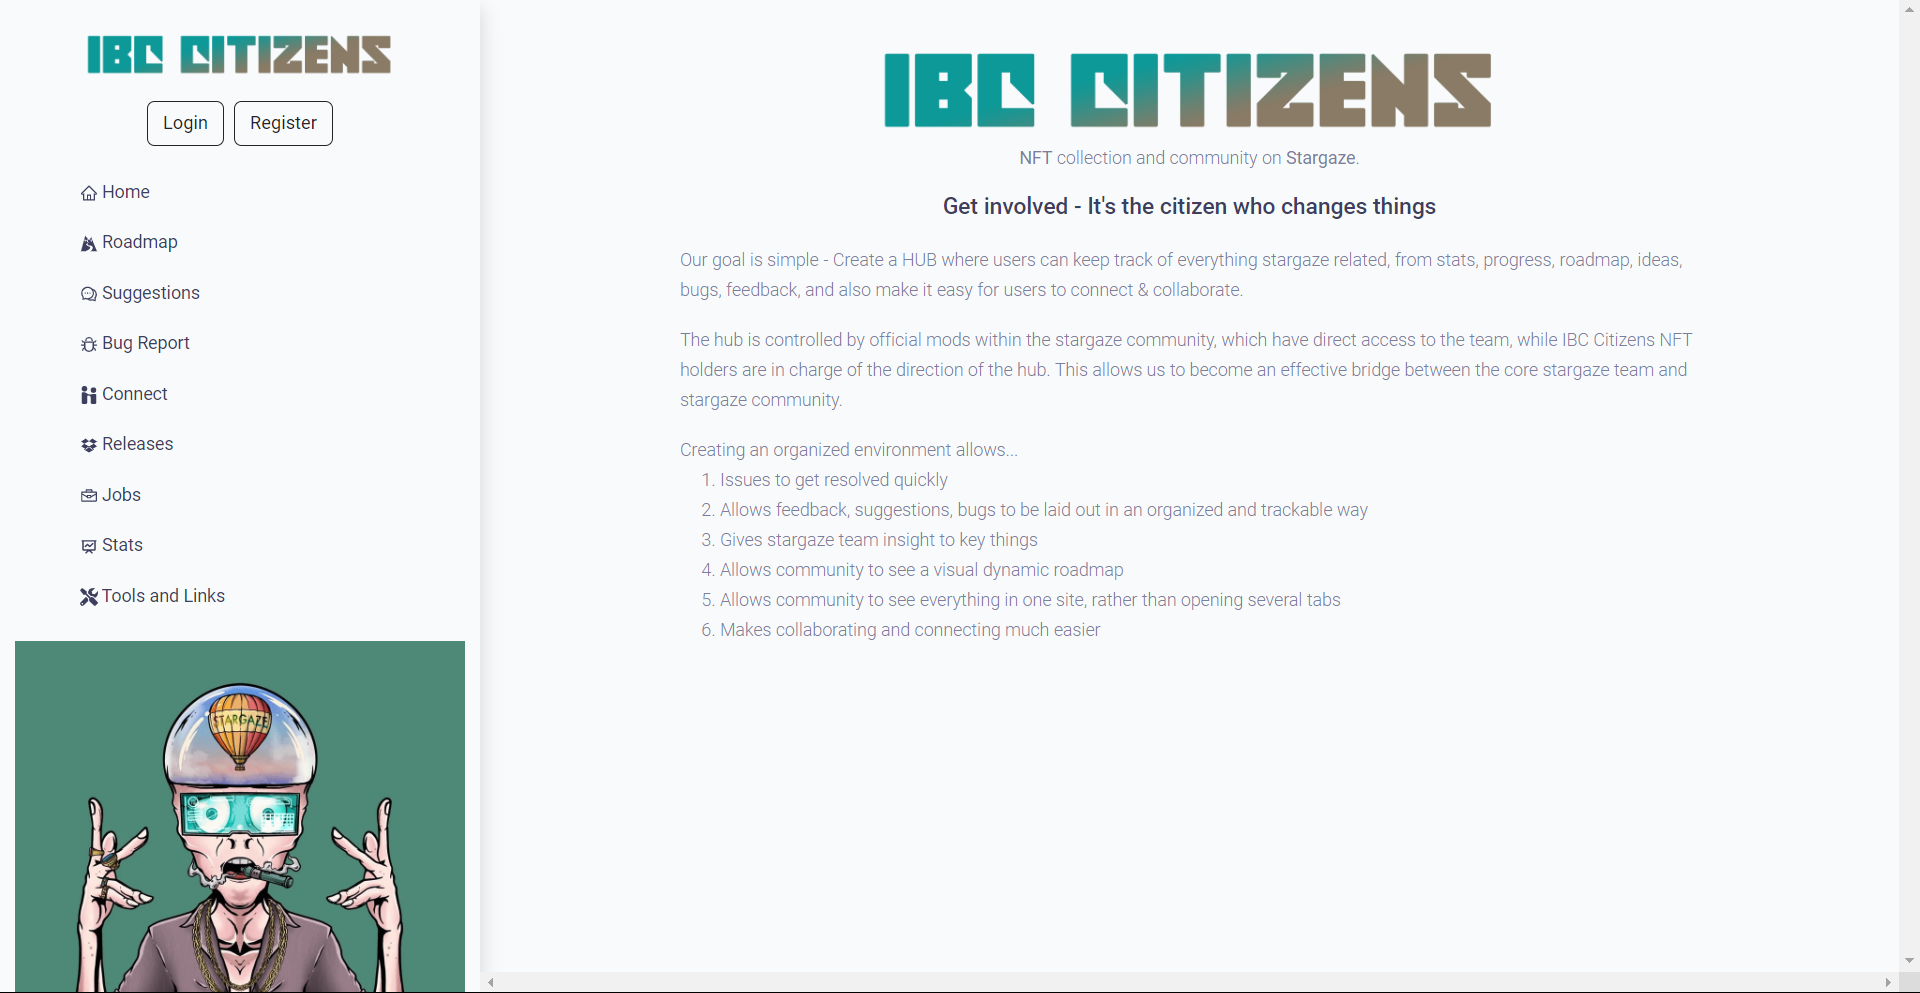 IBC CITIZENS
Login
Register
Home
Roadmap
Suggestions
Bug Report
Connect
Releases
Jobs
Stats
Tools and Links
STARGAZE
IBC CITIZENS
NFT collection and community on Stargaze.
Get involved - It's the citizen who changes things
Our goal is simple - Create a HUB where users can keep track of everything stargaze related, from stats, progress, roadmap, ideas,
bugs, feedback, and also make it easy for users to connect & collaborate.
The hub is controlled by official mods within the stargaze community, which have direct access to the team, while IBC Citizens NFT
holders are in charge of the direction of the hub. This allows us to become an effective bridge between the core stargaze team and
stargaze community.
Creating an organized environment allows...
1. Issues to get resolved quickly
2. Allows feedback, suggestions, bugs to be laid out in an organized and trackable way
3. Gives stargaze team insight to key things
4. Allows community to see a visual dynamic roadmap
5. Allows community to see everything in one site, rather than opening several tabs
6. Makes collaborating and connecting much easier